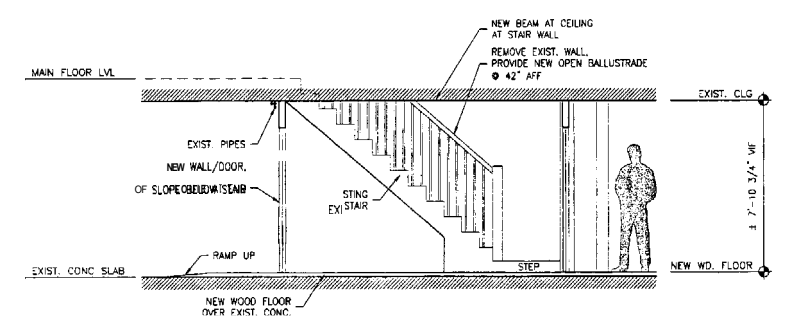 NEW BEAM AT CEILING
AT STAIR WALL
REMOVE EXIST. WALL,
PROVIDE NEW OPEN BALLUSTRADE
@ 42" AFF
MAIN FLOOR LVL
EXIST. CLG
EXIST. PIPES
NEW WALL/DOOR,
OF SLOPE
STING
EXI STAIR
± 7'-10 3/4" VIF
RAMP UP
STEP
EXIST. CONC SLAB
NEW WD. FLOOR
NEW WOOD FLOOR
OVER EXIST. CONC.